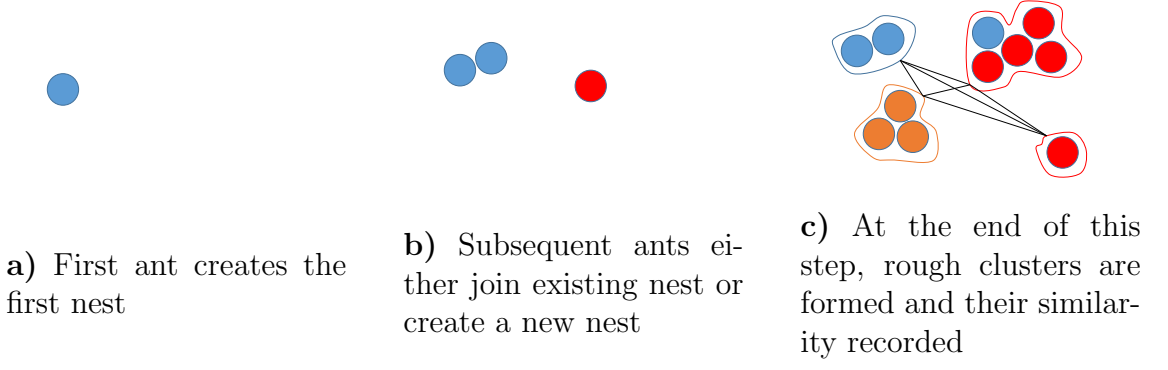 a) First ant creates the
first nest
b) Subsequent ants ei-
ther join existing nest or
create a new nest
c) At the end of this
step, rough clusters are
formed and their similar-
ity recorded